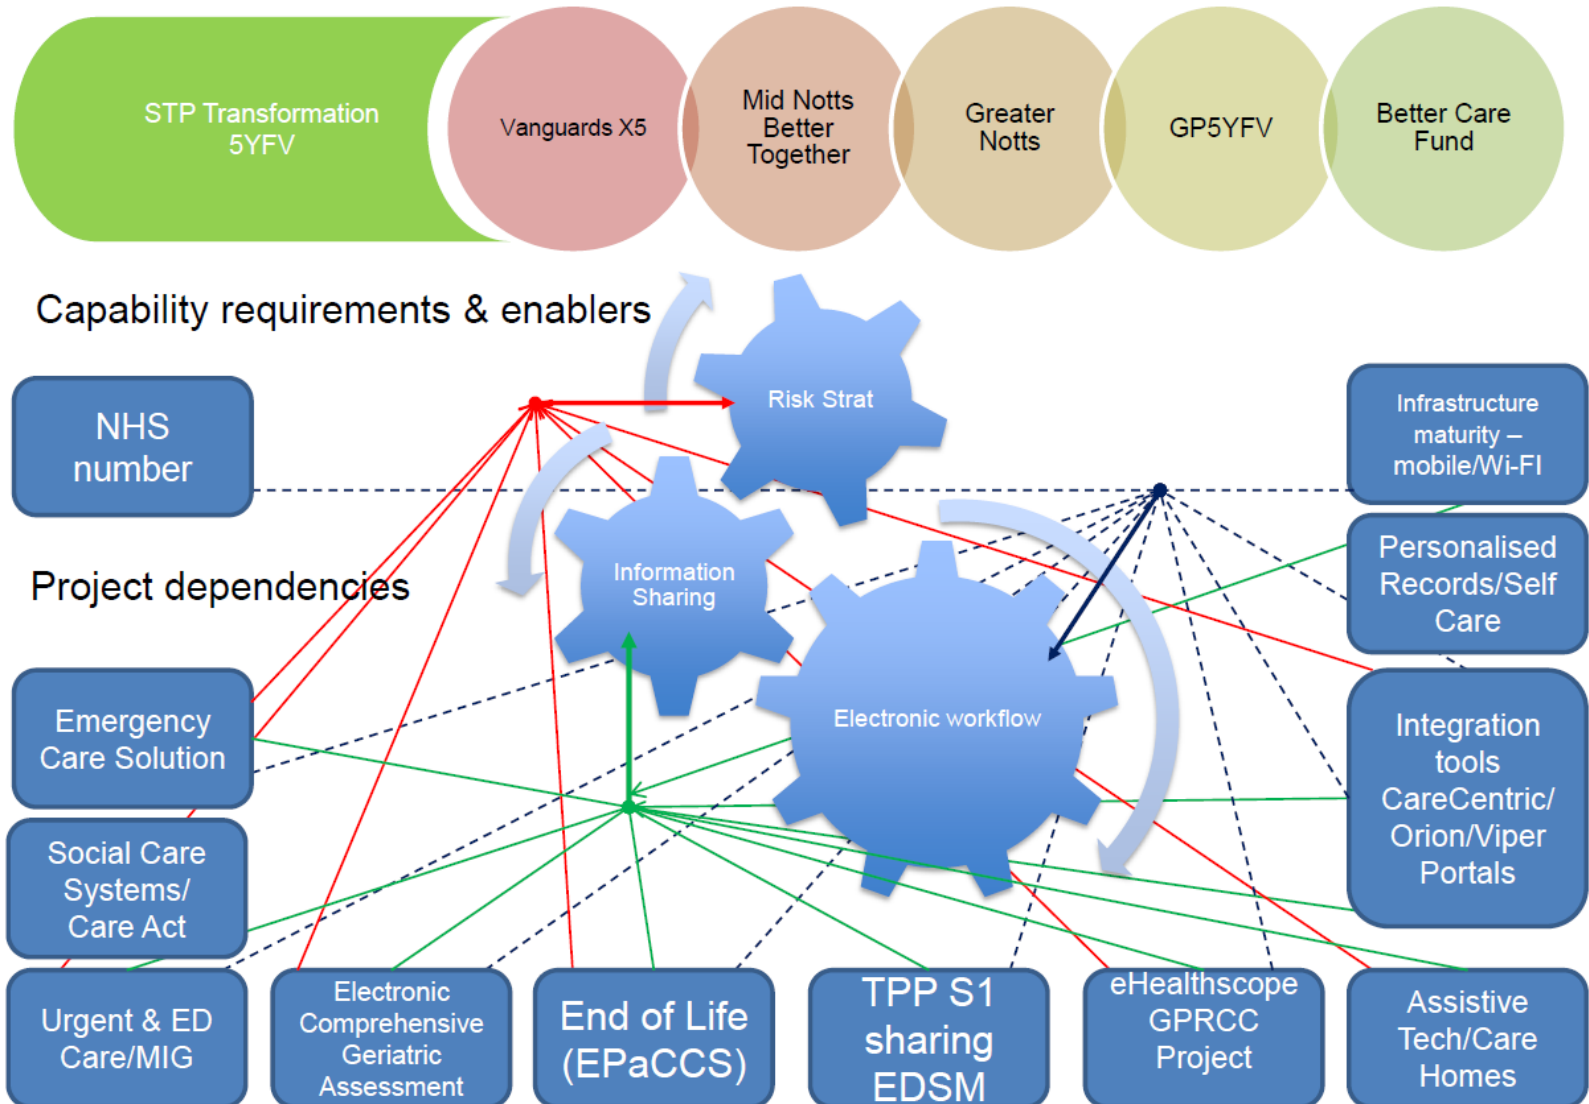 STP Transformation
5YFV
Vanguards X5
Mid Notts
Better
Together
Greater
Notts
GP5YFV
Better Care
Fund
Capability requirements & enablers
NHS
number
Risk Strat
Infrastructure
maturity –
mobile/Wi-FI
Project dependencies
Information
Sharing
Personalised
Records/Self
Care
Emergency
Care Solution
Electronic workflow
Integration
tools
CareCentric/
Orion/Viper
Portals
Social Care
Systems/
Care Act
Urgent & ED
Care/MIG
Electronic
Comprehensive
Geriatric
Assessment
End of Life
(EPaCCS)
TPP S1
sharing
EDSM
eHealthscope
GPRCC
Project
Assistive
Tech/Care
Homes